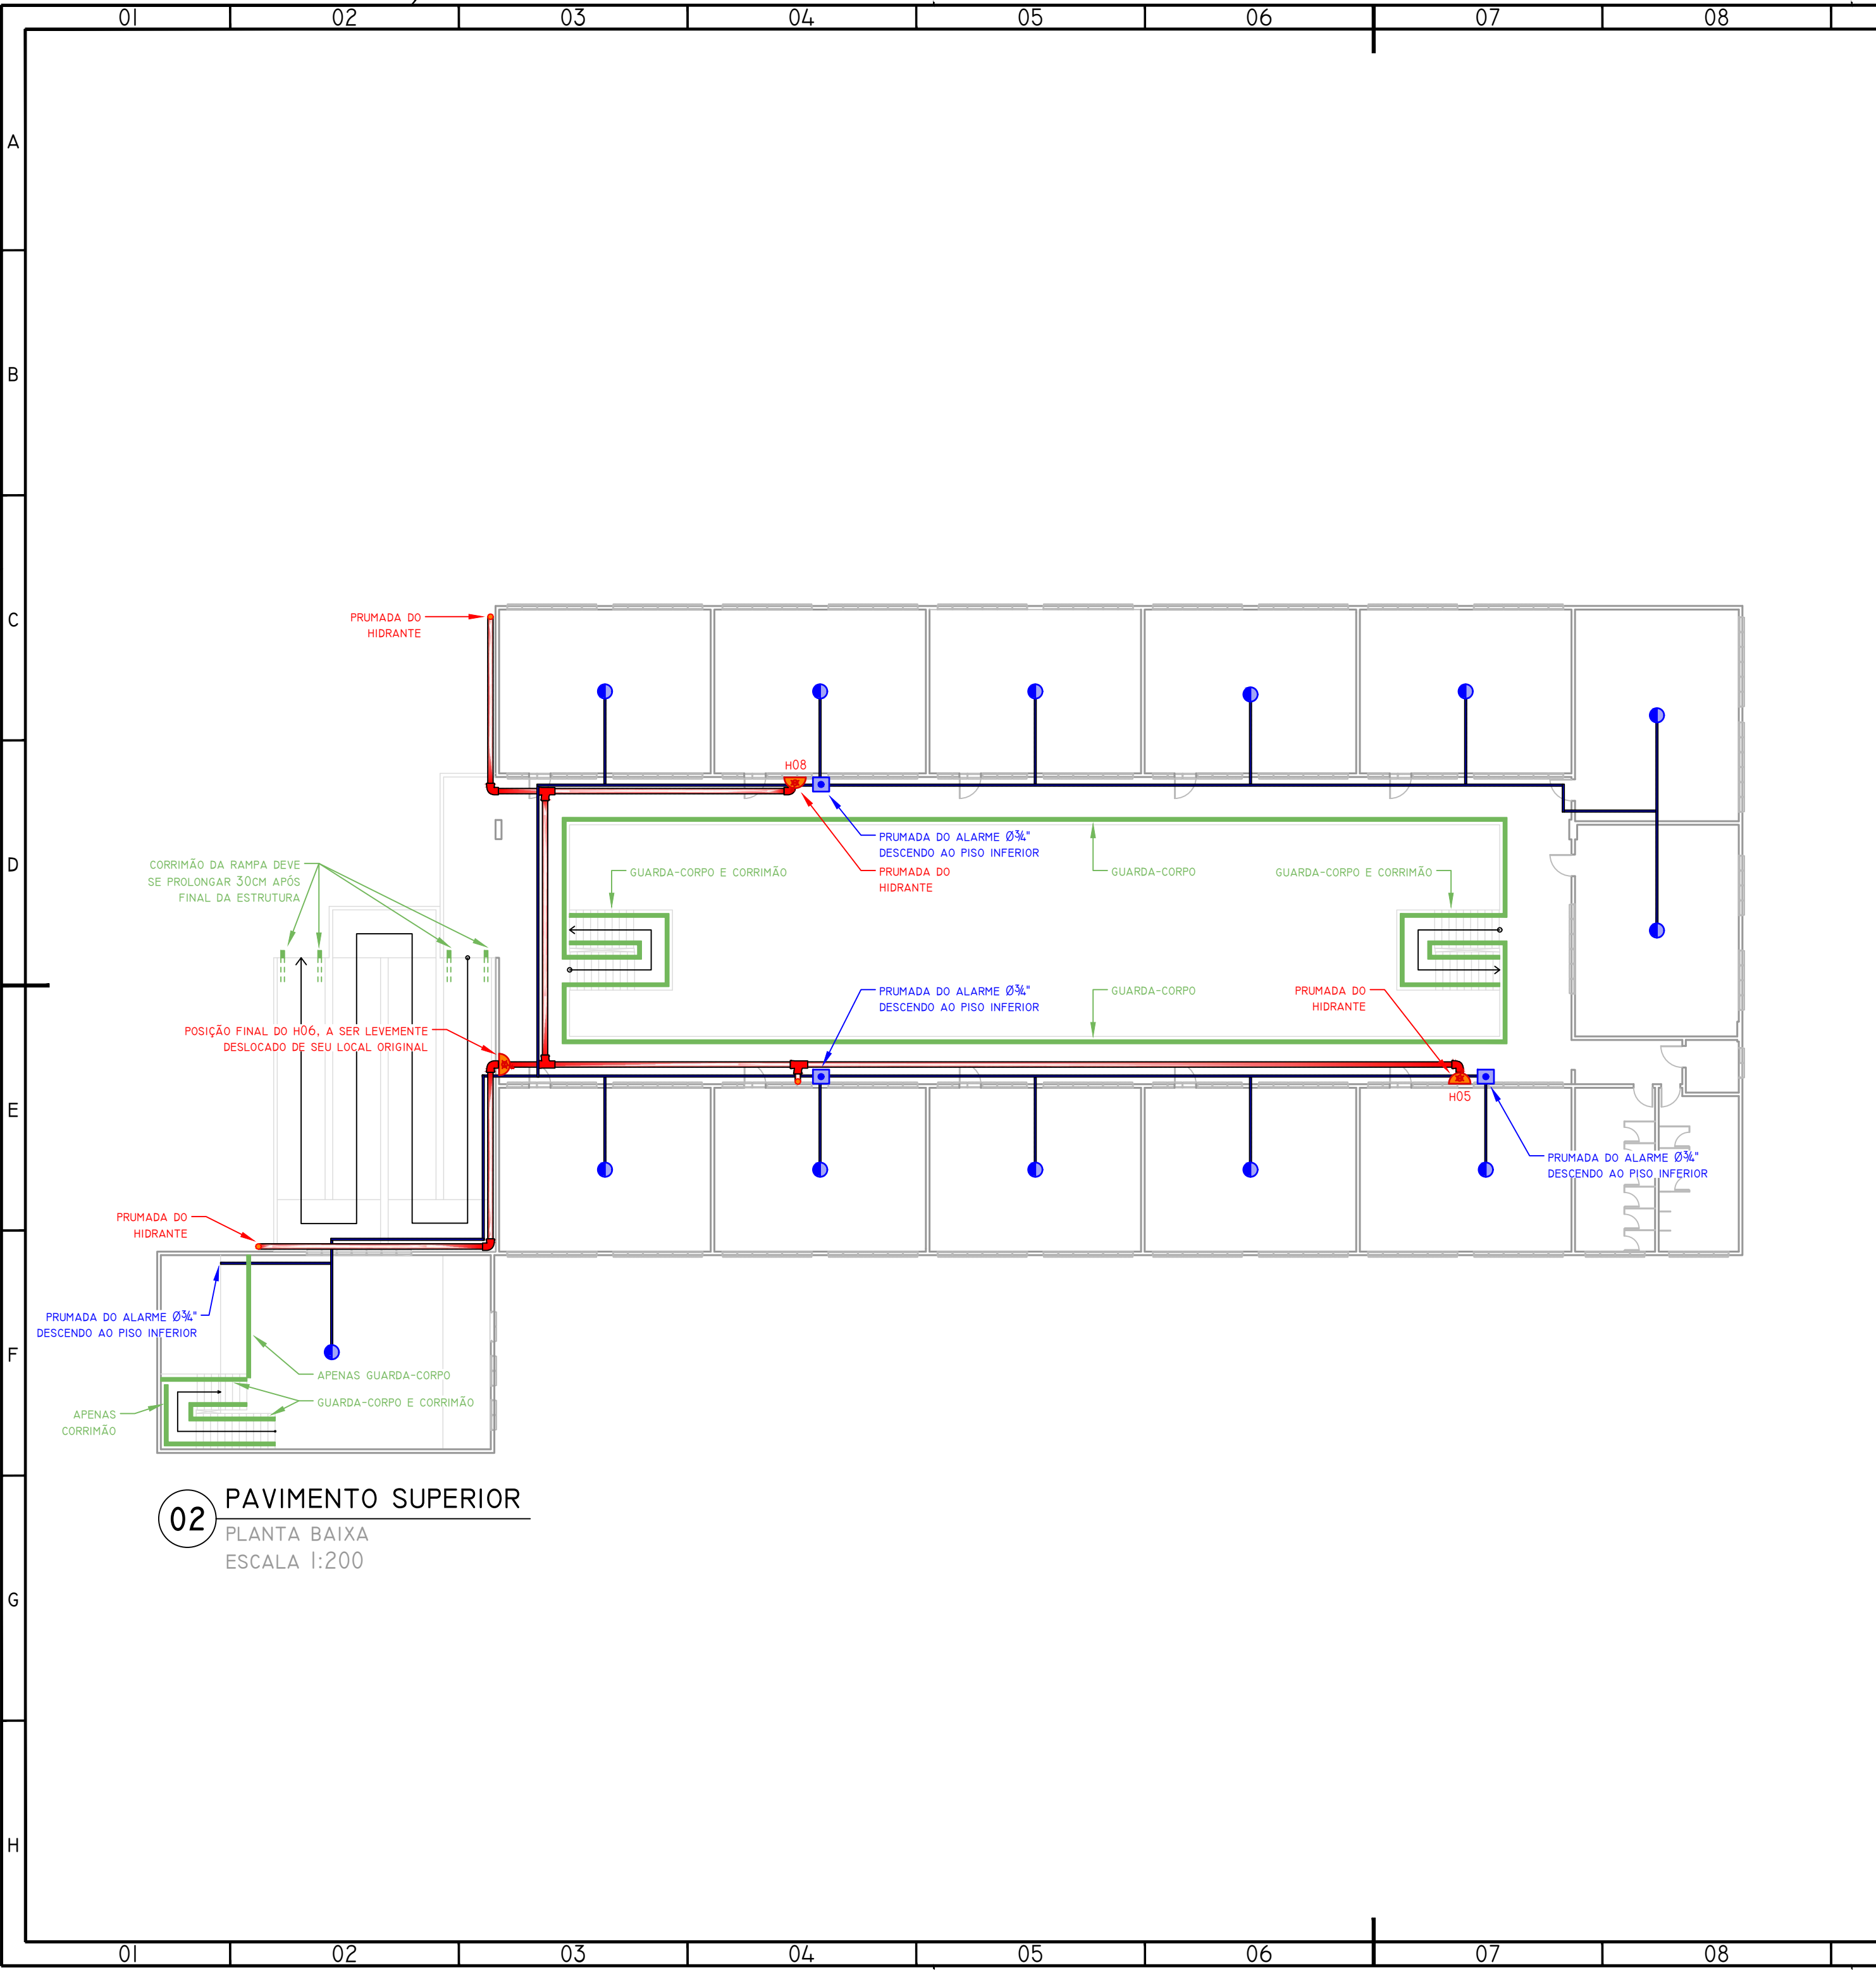 01 02 03 04 05 06 07 08
A
B
C
PRUMADA DO
HIDRANTE
H08
D
PRUMADA DO ALARME Ø¾"
DESCENDO AO PISO INFERIOR
PRUMADA DO
HIDRANTE
CORRIMÃO DA RAMPA DEVE
SE PROLONGAR 30CM APÓS
FINAL DA ESTRUTURA
GUARDA-CORPO E CORRIMÃO
GUARDA-CORPO
GUARDA-CORPO E CORRIMÃO
PRUMADA DO ALARME Ø¾"
DESCENDO AO PISO INFERIOR
GUARDA-CORPO
PRUMADA DO
HIDRANTE
POSIÇÃO FINAL DO H06, A SER LEVEMENTE
DESLOCADO DE SEU LOCAL ORIGINAL
H05
E
PRUMADA DO ALARME Ø¾"
DESCENDO AO PISO INFERIOR
PRUMADA DO
HIDRANTE
PRUMADA DO ALARME Ø¾"
DESCENDO AO PISO INFERIOR
F
APENAS GUARDA-CORPO
GUARDA-CORPO E CORRIMÃO
APENAS
CORRIMÃO
02
PAVIMENTO SUPERIOR
PLANTA BAIXA
ESCALA 1:200
G
H
01 02 03 04 05 06 07 08